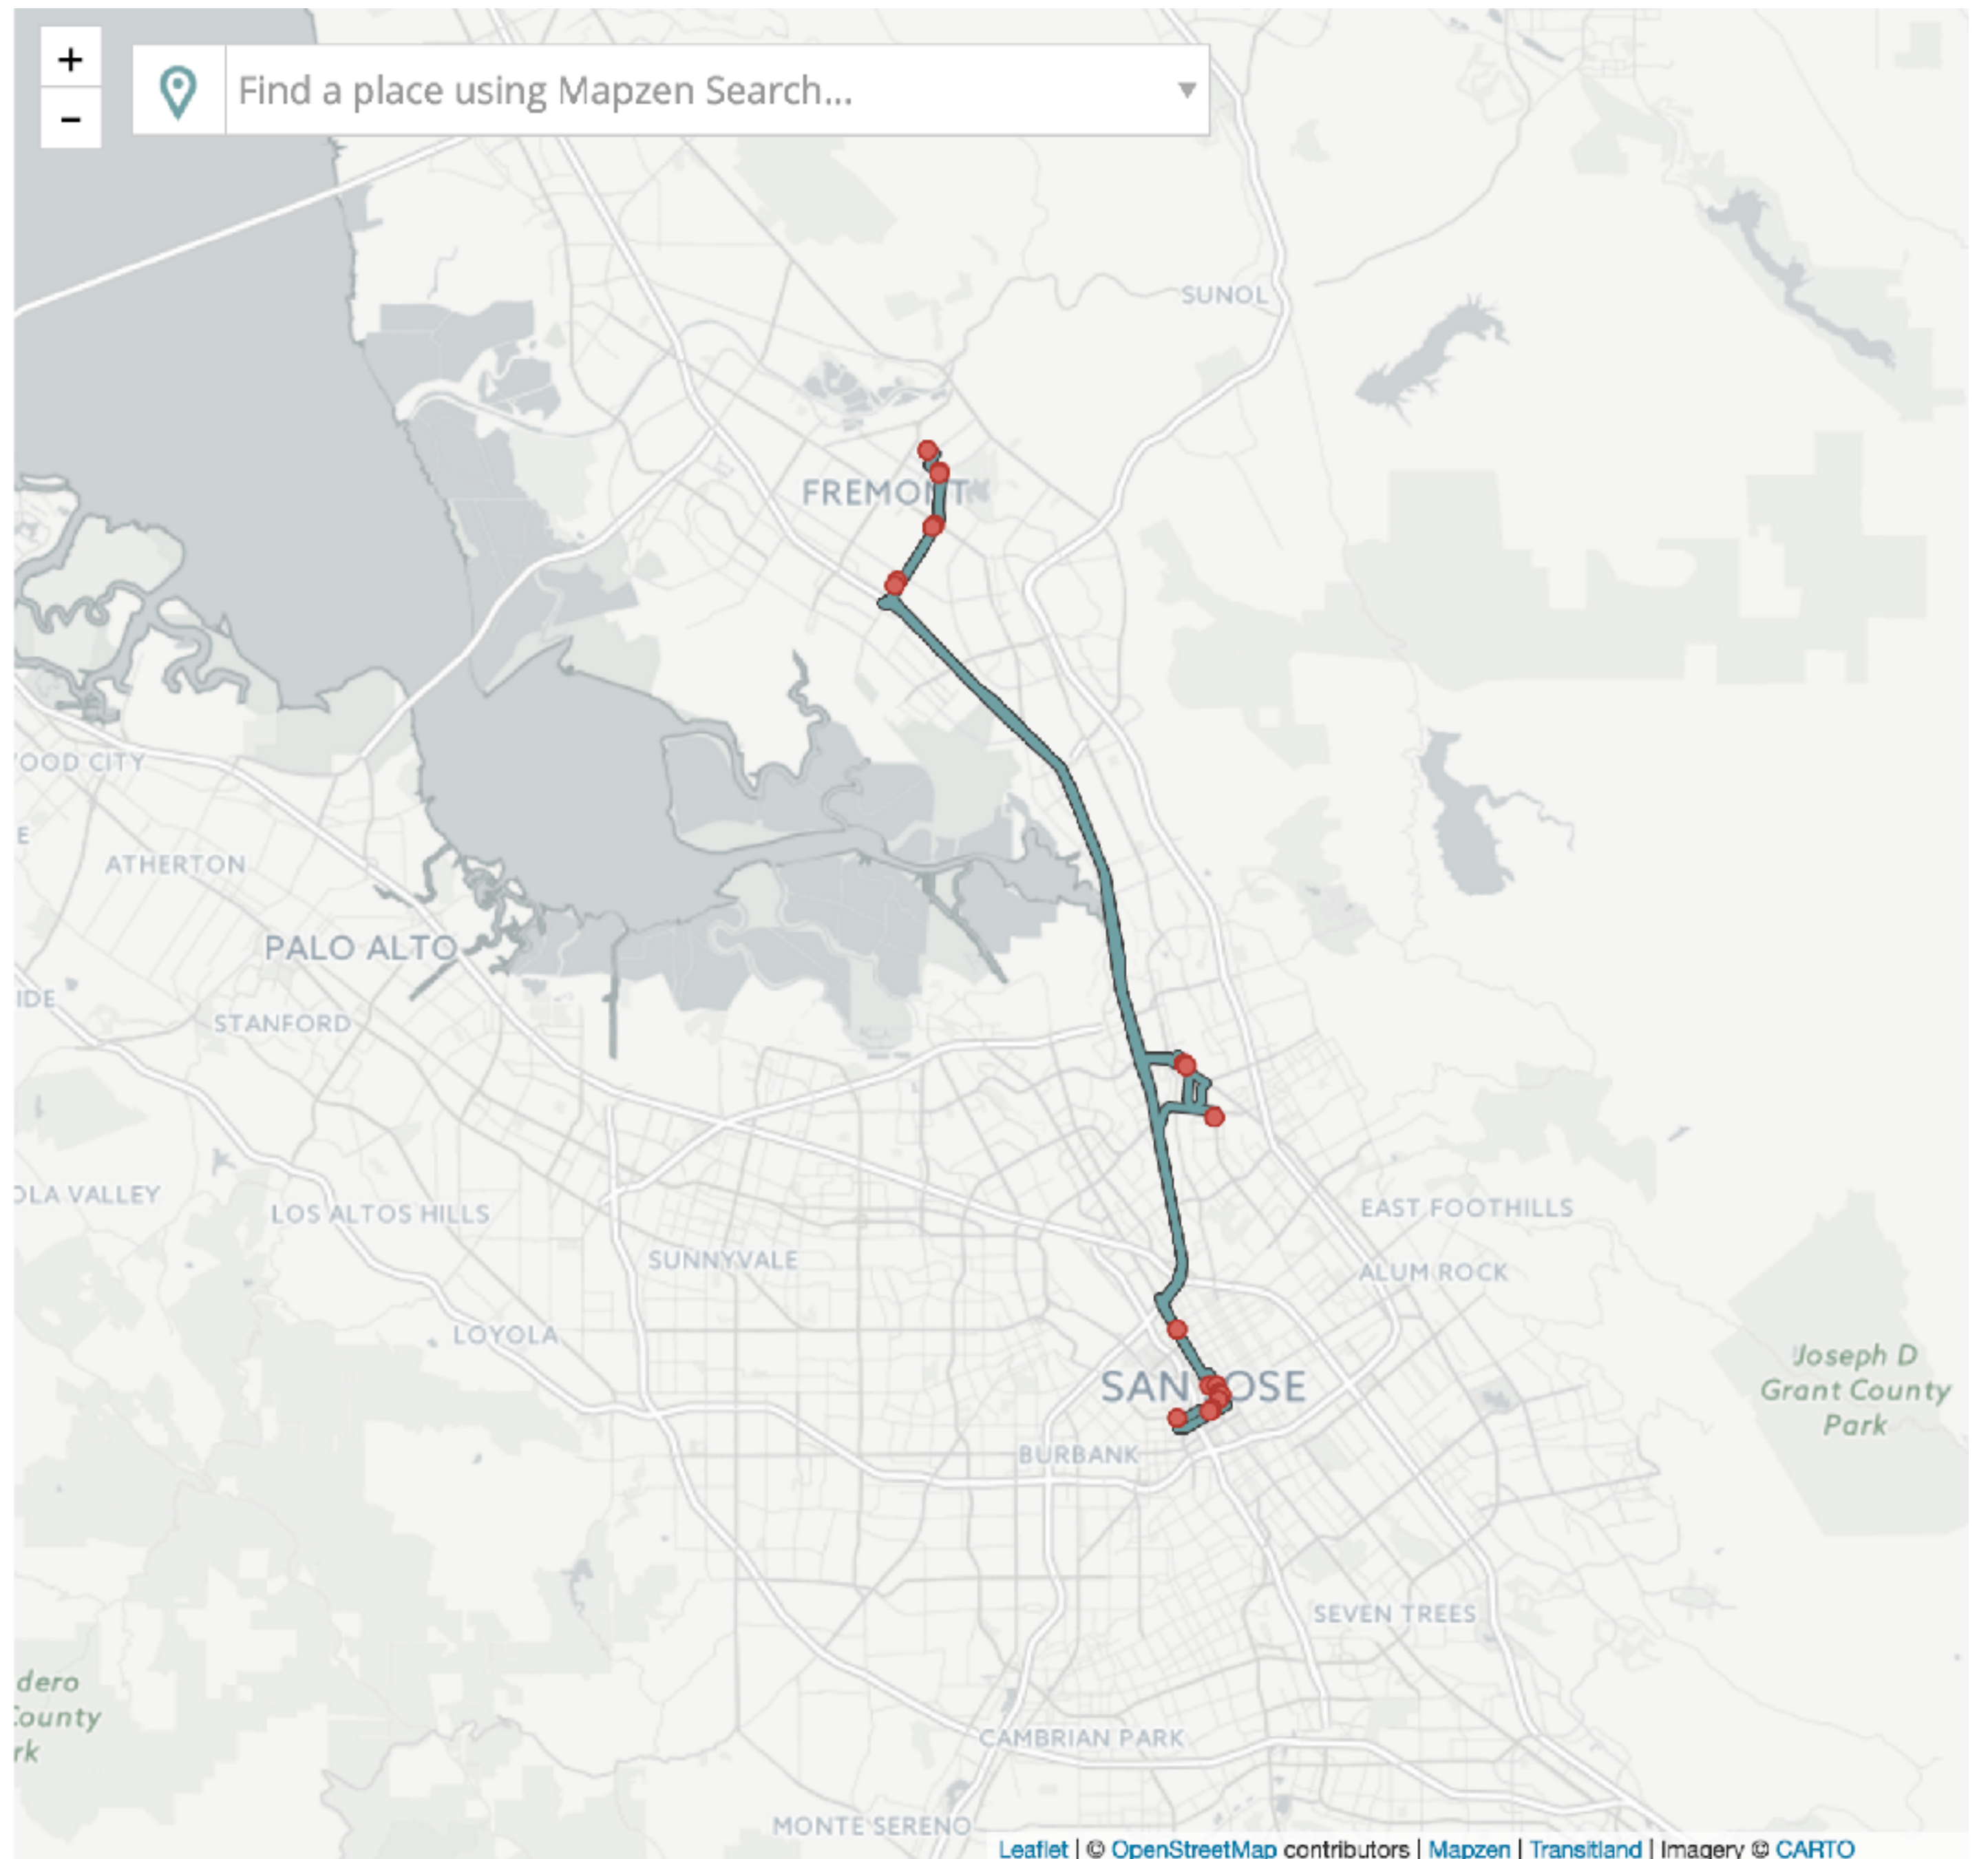 +
Find a place using Mapzen Search...
−
SUNOL
FREMONT
OOD CITY
E
ATHERTON
PALO ALTO
IDE
STANFORD
OLA VALLEY
LOS ALTOS HILLS
EAST FOOTHILLS
SUNNYVALE
ALUM ROCK
LOYOLA
Joseph D
Grant County
Park
SAN JOSE
BURBANK
SEVEN TREES
dero
County
rk
CAMBRIAN PARK
MONTE SERENO
Leaflet | © OpenStreetMap contributors | Mapzen | Transitland | Imagery © CARTO